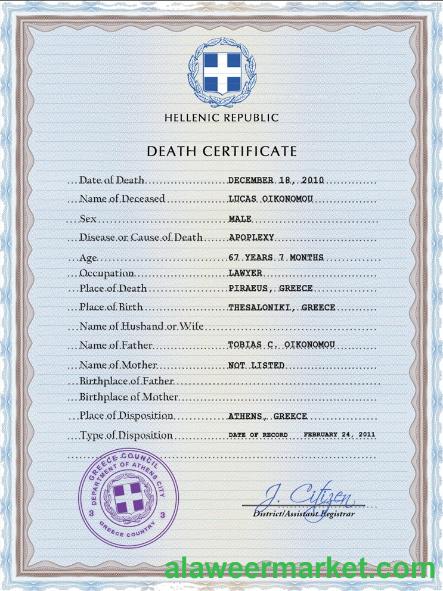 HELLENIC REPUBLIC
DEATH CERTIFICATE
Date of Death DECEMBER 18, 2010
Name of Deceased LUCAS OIKONOMOU
Sex MALE
Disease or Cause of Death APOPLEXY
Age 67 YEARS 7 MONTHS
Occupation LAWYER
Place of Death PIRAEUS, GREECE
Place of Birth THESALONIKI, GREECE
Name of Husband or Wife
Name of Father TOBIAS C. OIKONOMOU
Name of Mother NOT LISTED
Birthplace of Father
Birthplace of Mother
Place of Disposition ATHENS, GREECE
Type of Disposition DATE OF RECORD FEBRUARY 24, 2011
GREECE COUNCIL
DEPARTMENT OF ATHENS CITY
3 3
GREECE COUNTRY
J. Citizen
District/Assistant Registrar
alaweermarket.com